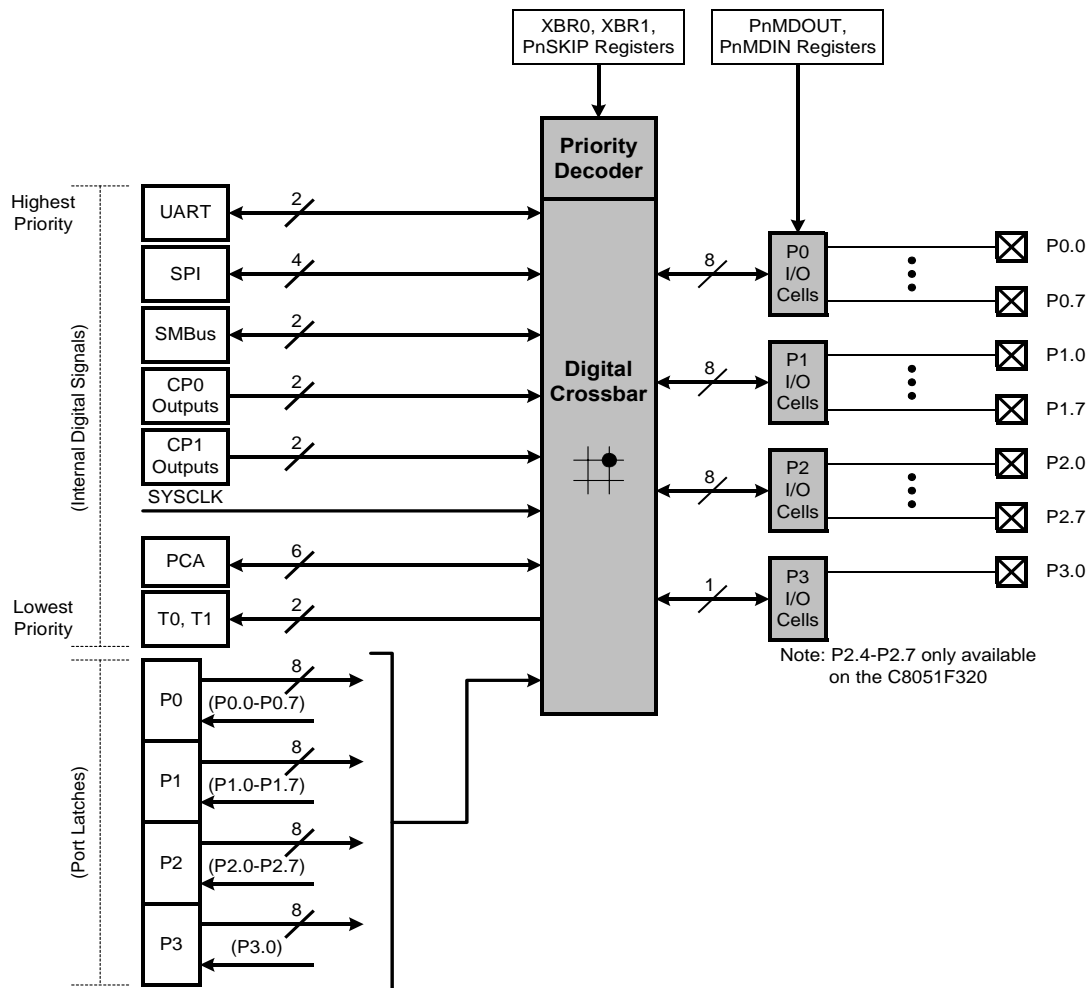 XBR0, XBR1,
PnSKIP Registers
PnMDOUT,
PnMDIN Registers
Priority
Decoder
Highest
Priority
UART
2
SPI
4
SMBus
2
CP0
Outputs
2
CP1
Outputs
2
SYSCLK
PCA
6
Lowest
Priority
T0, T1
2
(Internal Digital Signals)
Digital
Crossbar
8
P0
I/O
Cells
P0.0
P0.7
8
P1
I/O
Cells
P1.0
P1.7
8
P2
I/O
Cells
P2.0
P2.7
1
P3
I/O
Cells
P3.0
Note: P2.4-P2.7 only available
on the C8051F320
(Port Latches)
P0
8
(P0.0-P0.7)
P1
8
(P1.0-P1.7)
P2
8
(P2.0-P2.7)
P3
8
(P3.0)